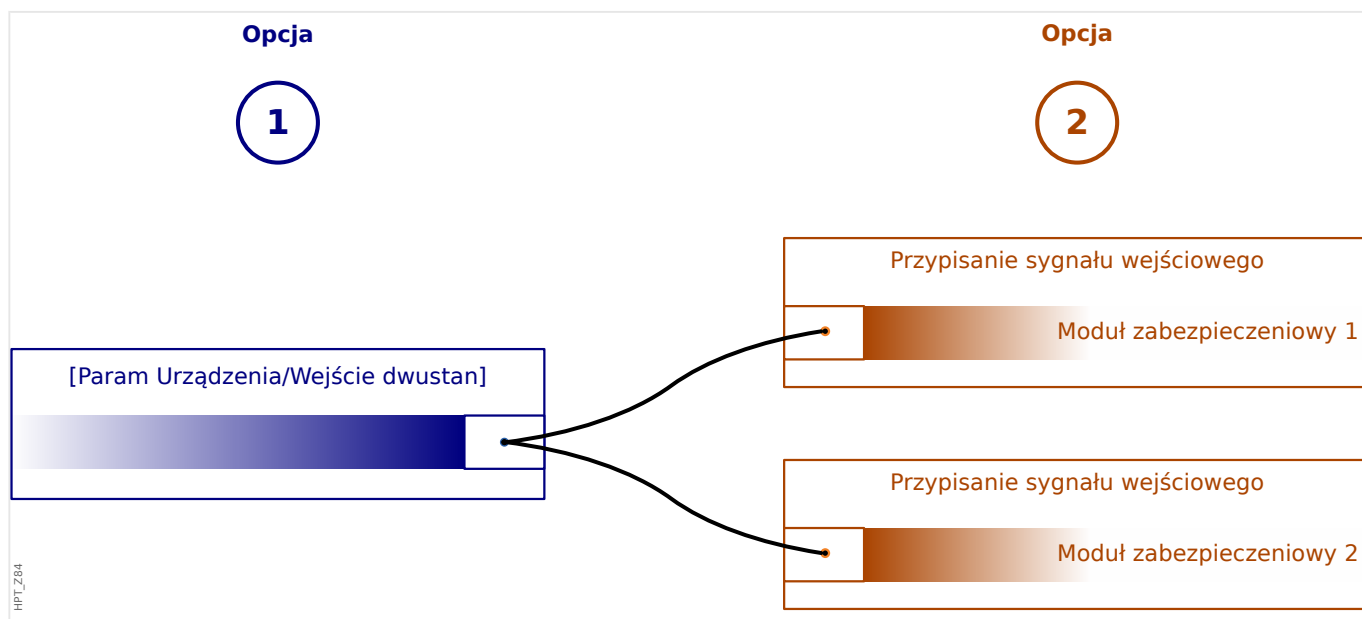 Opcja
1
Opcja
2
[Param Urządzenia/Wejście dwustan]
Przypisanie sygnału wejściowego
Moduł zabezpieczeniowy 1
Przypisanie sygnału wejściowego
Moduł zabezpieczeniowy 2
HPT_Z84